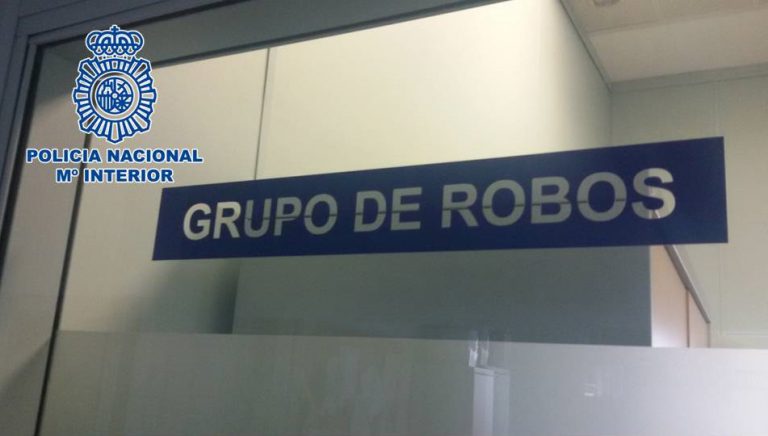 POLICIA NACIONAL
Mº INTERIOR
GRUPO DE ROBOS